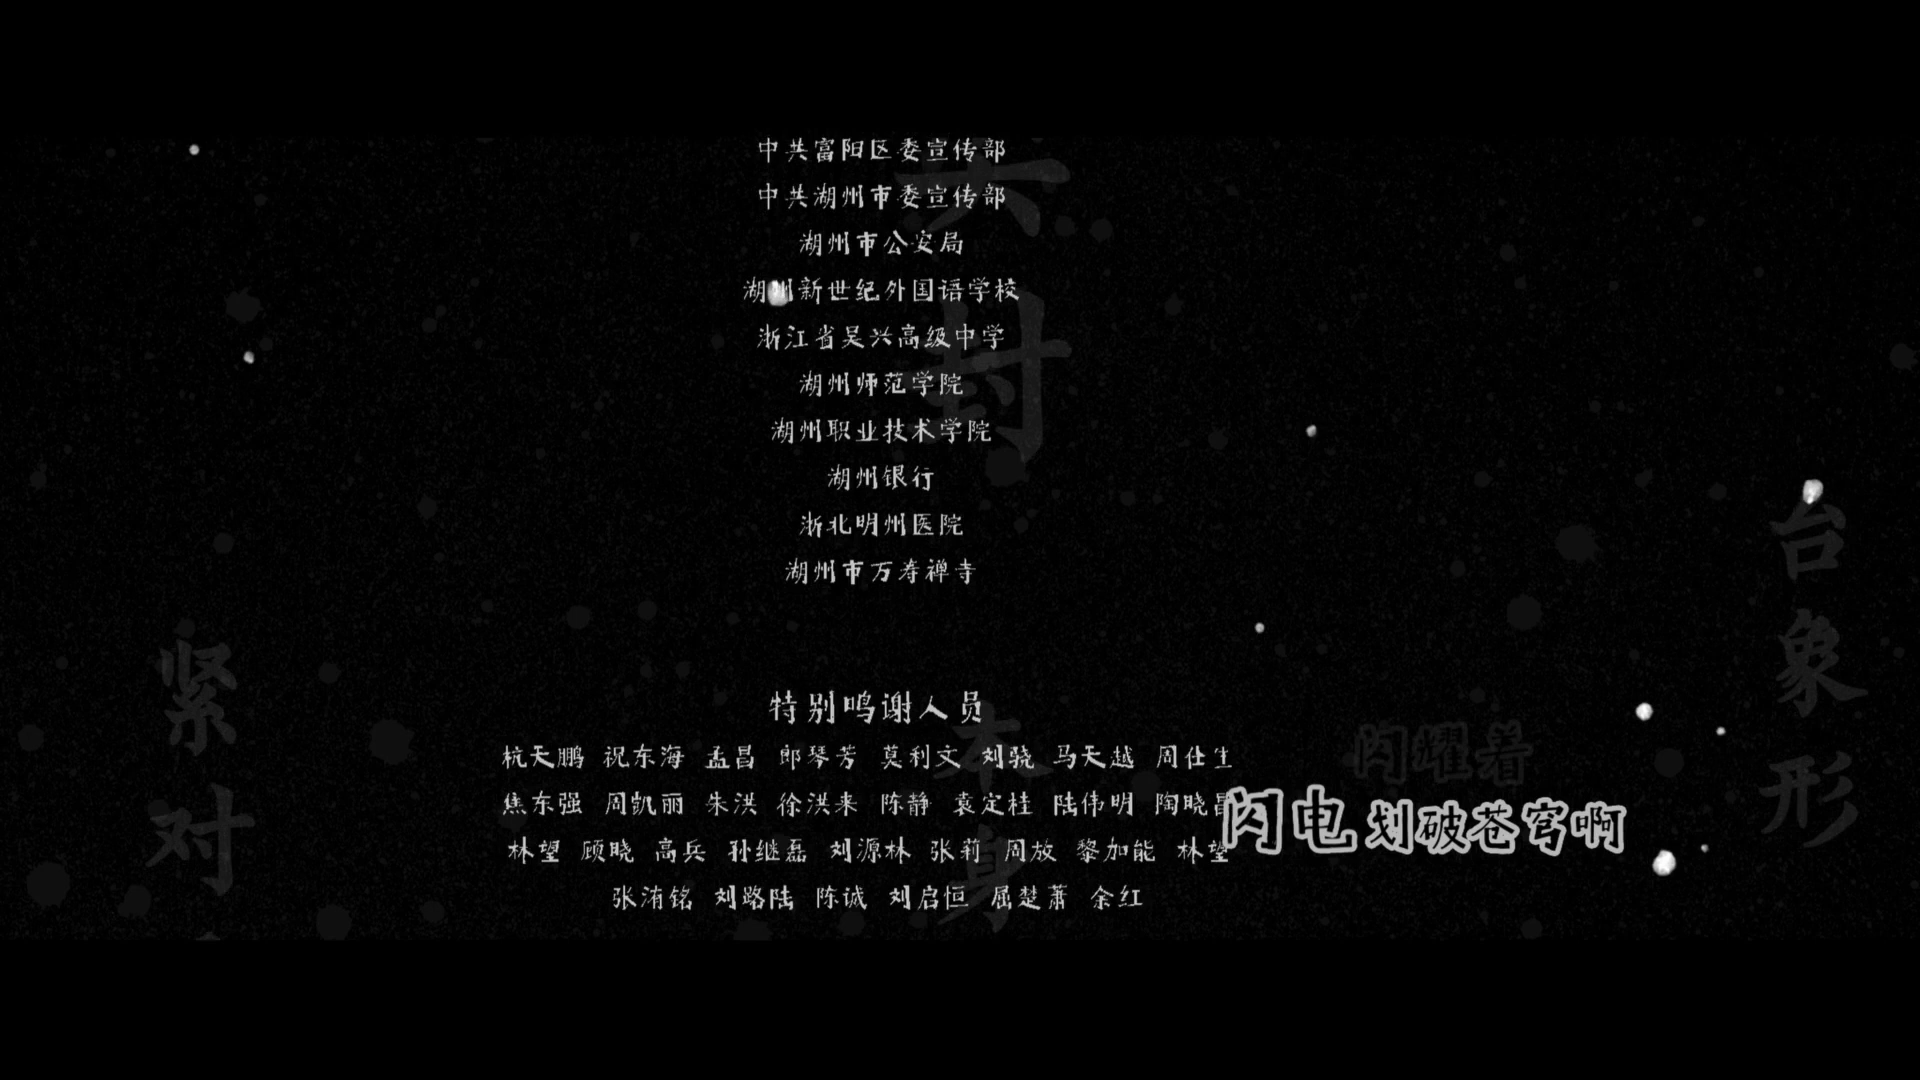 中共富阳区委宣传部
中共湖州市委宣传部
湖州市公安局
湖州新世纪外国语学校
浙江省吴兴高级中学
湖州师范学院
湖州职业技术学院
湖州银行
浙北明州医院
湖州市万寿禅寺
特别鸣谢人员
杭天鹏 祝东海 孟昌 郎琴芳 莫利文 刘骁 马天越 周仕生
焦东强 周凯丽 朱洪 徐洪来 陈静 袁定桂 陆伟明 陶晓昌
林望 顾晓 高兵 孙继磊 刘源林 张莉 周放 黎加能 林望
张洧铭 刘路陆 陈诚 刘启恒 屈楚萧 余红
闪耀着
闪电划破苍穹啊
紧对
封
本身
台象形